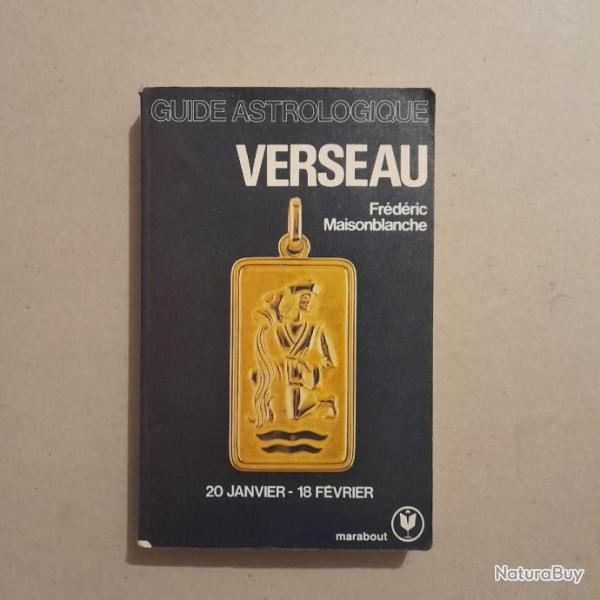 GUIDE ASTROLOGIQUE
VERSEAU
Frédéric
Maisonblanche
20 JANVIER - 18 FÉVRIER
marabout
NaturaBuy